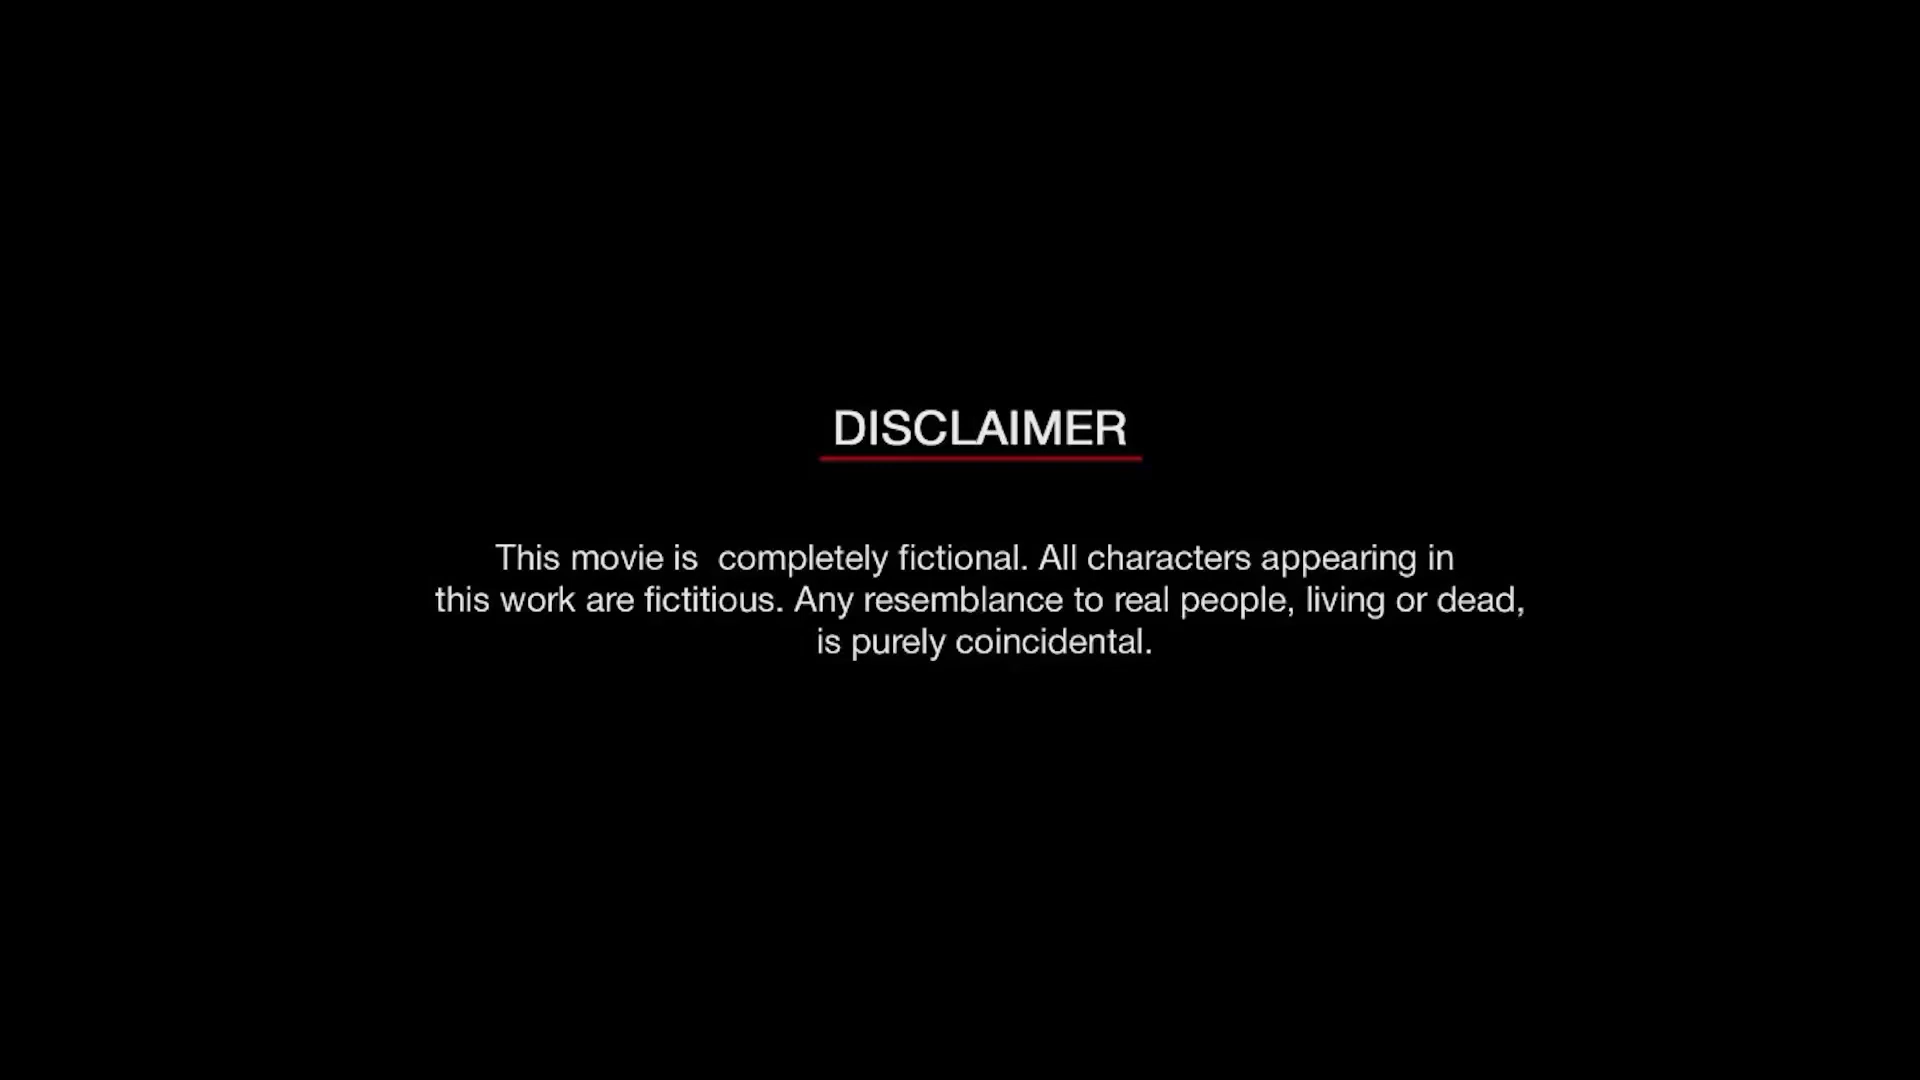 DISCLAIMER
This movie is  completely fictional. All characters appearing in
this work are fictitious. Any resemblance to real people, living or dead,
is purely coincidental.